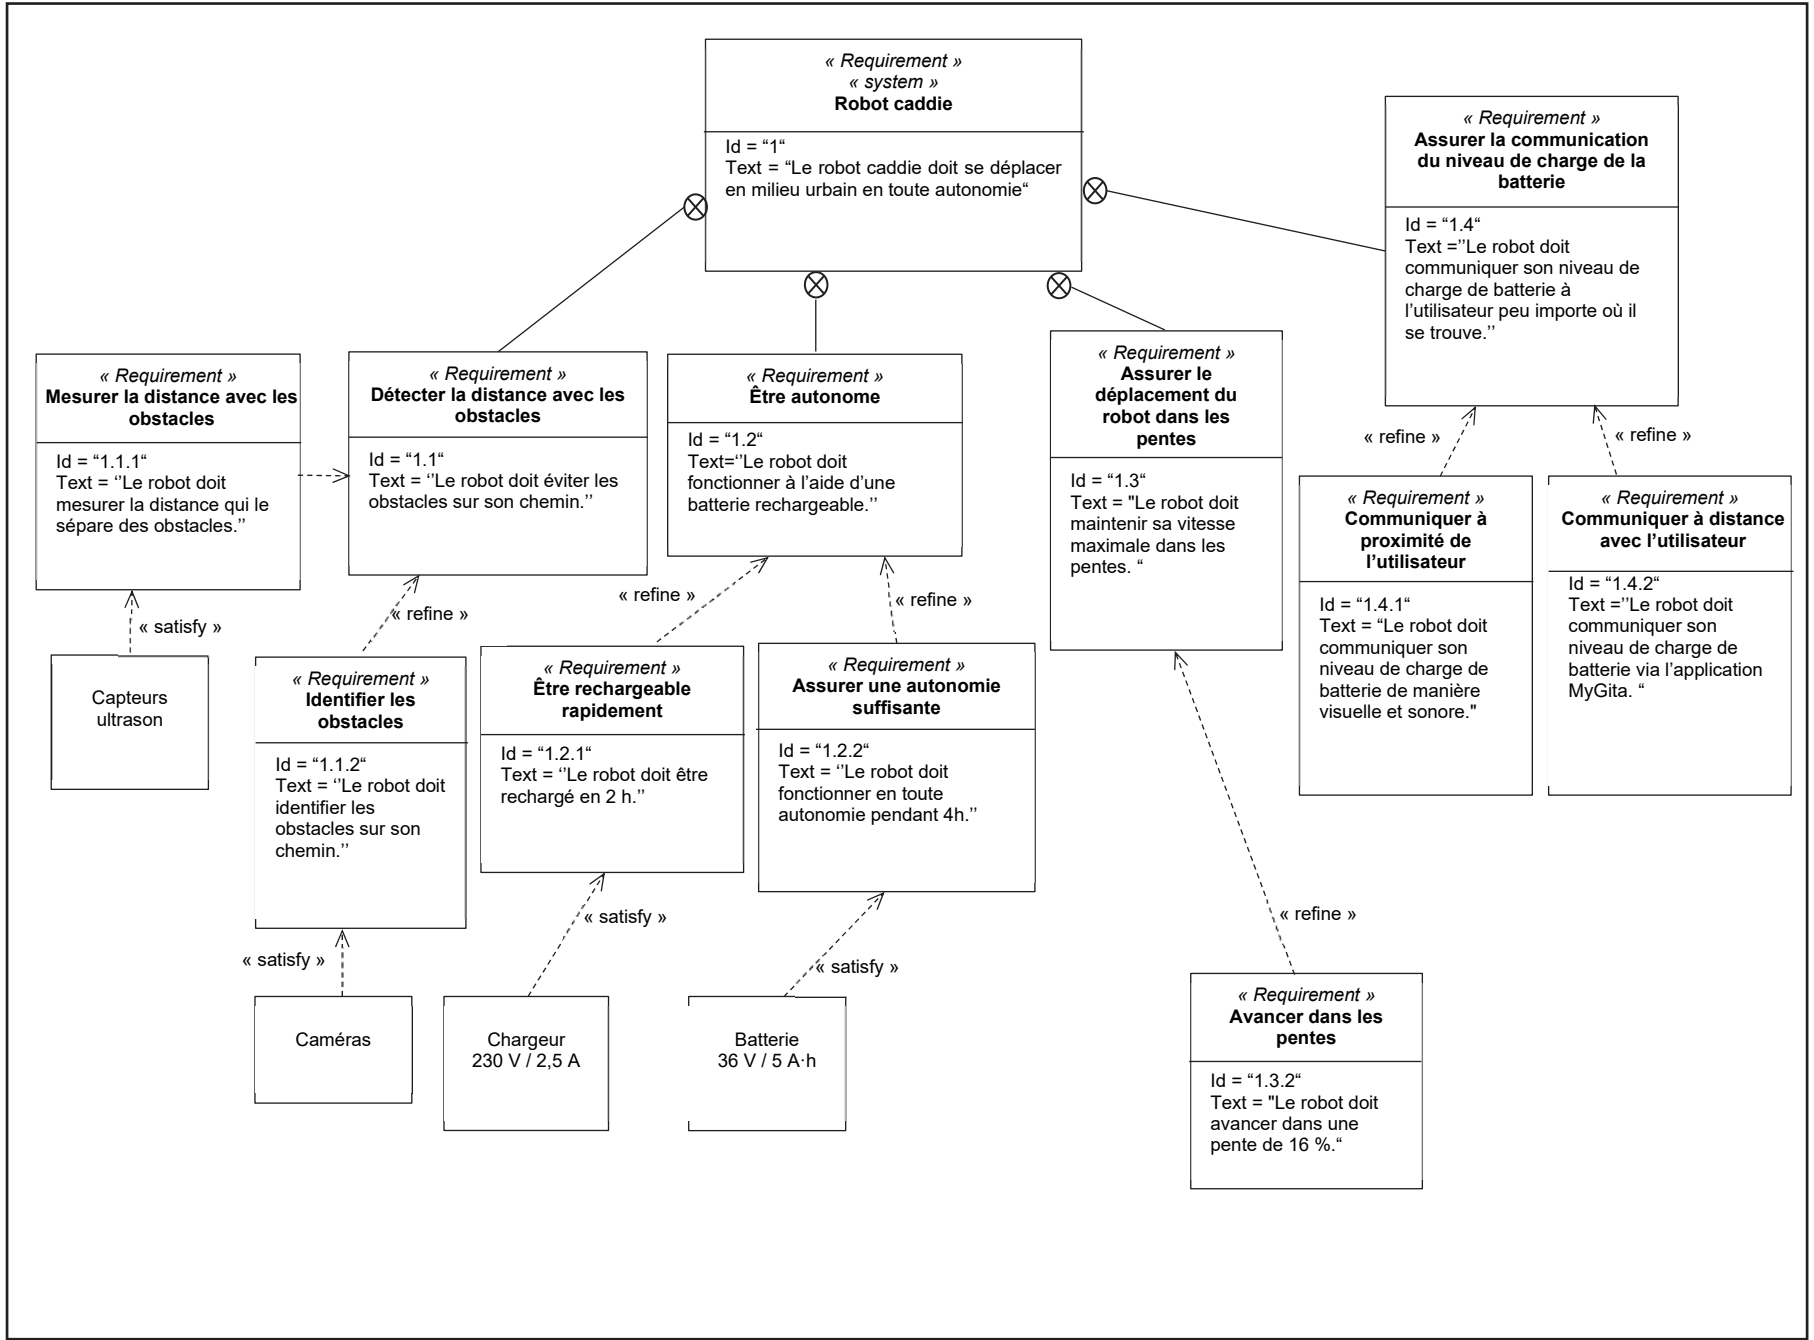 « Requirement »
« system »
Robot caddie
Id = “1“
Text = “Le robot caddie doit se déplacer
en milieu urbain en toute autonomie“
« Requirement »
Assurer la communication
du niveau de charge de la
batterie
Id = “1.4“
Text =’’Le robot doit
communiquer son niveau de
charge de batterie à
l’utilisateur peu importe où il
se trouve.’’
« Requirement »
Mesurer la distance avec les
obstacles
Id = “1.1.1“
Text = ‘’Le robot doit
mesurer la distance qui le
sépare des obstacles.’’
« Requirement »
Détecter la distance avec les
obstacles
Id = “1.1“
Text = ‘’Le robot doit éviter les
obstacles sur son chemin.’’
« Requirement »
Être autonome
Id = “1.2“
Text=‘’Le robot doit
fonctionner à l’aide d’une
batterie rechargeable.’’
« Requirement »
Assurer le
déplacement du
robot dans les
pentes
Id = “1.3“
Text = "Le robot doit
maintenir sa vitesse
maximale dans les
pentes. “
« refine »
« refine »
« Requirement »
Communiquer à
proximité de
l’utilisateur
Id = “1.4.1“
Text = “Le robot doit
communiquer son
niveau de charge de
batterie de manière
visuelle et sonore."
« Requirement »
Communiquer à distance
avec l’utilisateur
Id = “1.4.2“
Text =’’Le robot doit
communiquer son
niveau de charge de
batterie via l’application
MyGita. “
« satisfy »
« refine »
« refine »
« refine »
Capteurs
ultrason
« Requirement »
Identifier les
obstacles
Id = “1.1.2“
Text = ‘’Le robot doit
identifier les
obstacles sur son
chemin.’’
« Requirement »
Être rechargeable
rapidement
Id = “1.2.1“
Text = ‘’Le robot doit être
rechargé en 2 h.’’
« Requirement »
Assurer une autonomie
suffisante
Id = “1.2.2“
Text = ‘’Le robot doit
fonctionner en toute
autonomie pendant 4h.’’
« satisfy »
« satisfy »
« satisfy »
« refine »
Caméras
Chargeur
230 V / 2,5 A
Batterie
36 V / 5 A·h
« Requirement »
Avancer dans les
pentes
Id = “1.3.2“
Text = "Le robot doit
avancer dans une
pente de 16 %.“